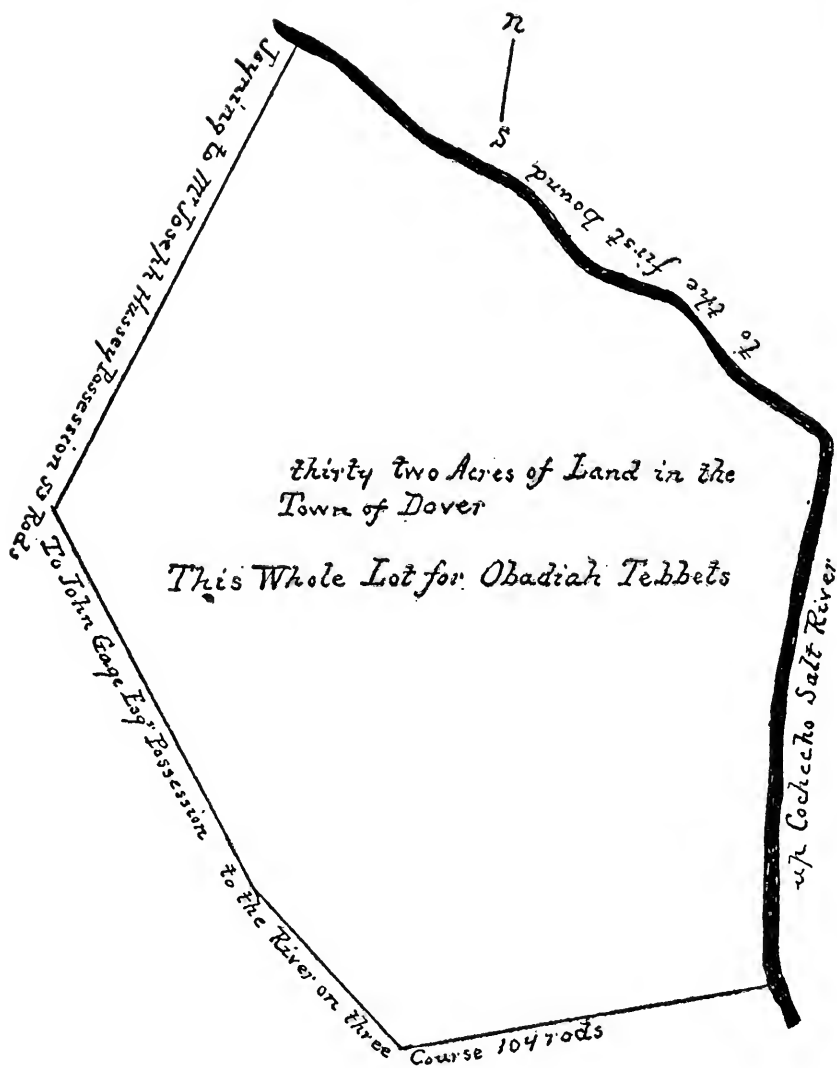 n
s
Joyning to Mr Joseph Hussey Possession 53 Rods
To John Gage Esqr Possession to the River on three Course 104 rods
up Cochecho Salt River
to the first bound
thirty two Acres of Land in the
Town of Dover
This Whole Lot for Obadiah Tebbets